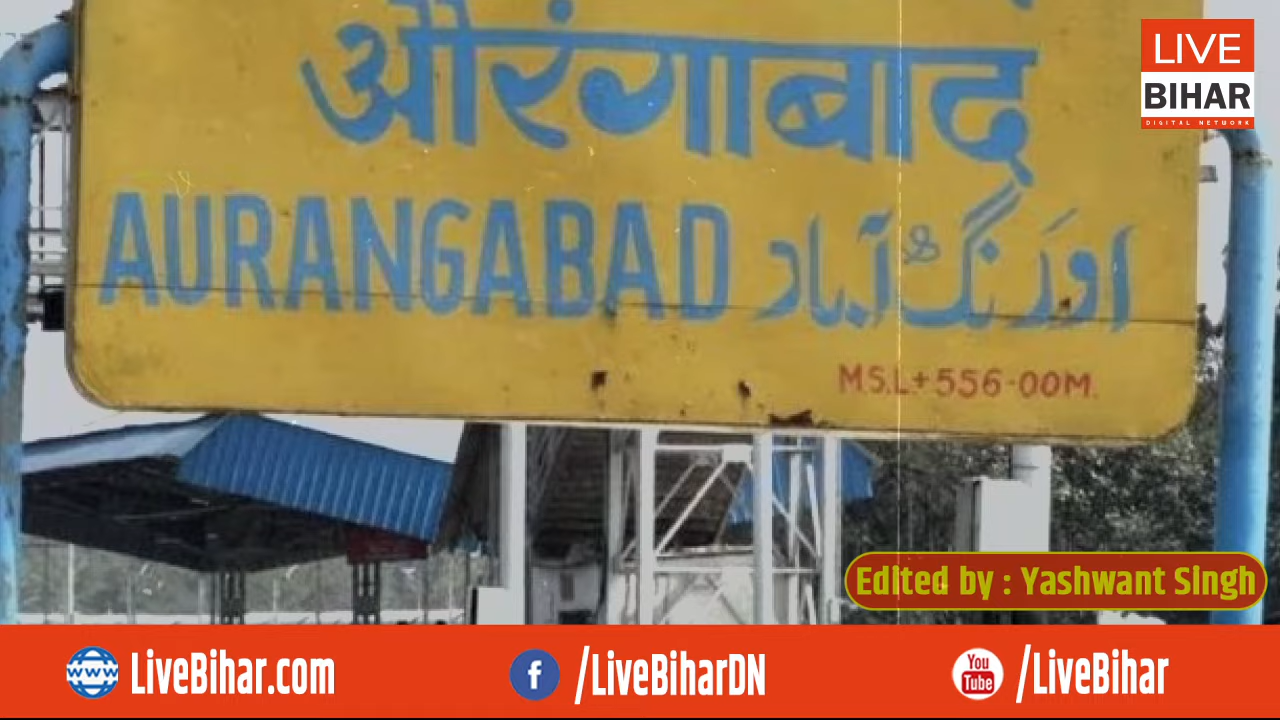 औरंगाबाद
AURANGABAD اورنگ آباد
M.S.L.+556-00M.
LIVE
BIHAR
DIGITAL NETWORK
Edited by : Yashwant Singh
www LiveBihar.com
f /LiveBiharDN
You Tube /LiveBihar